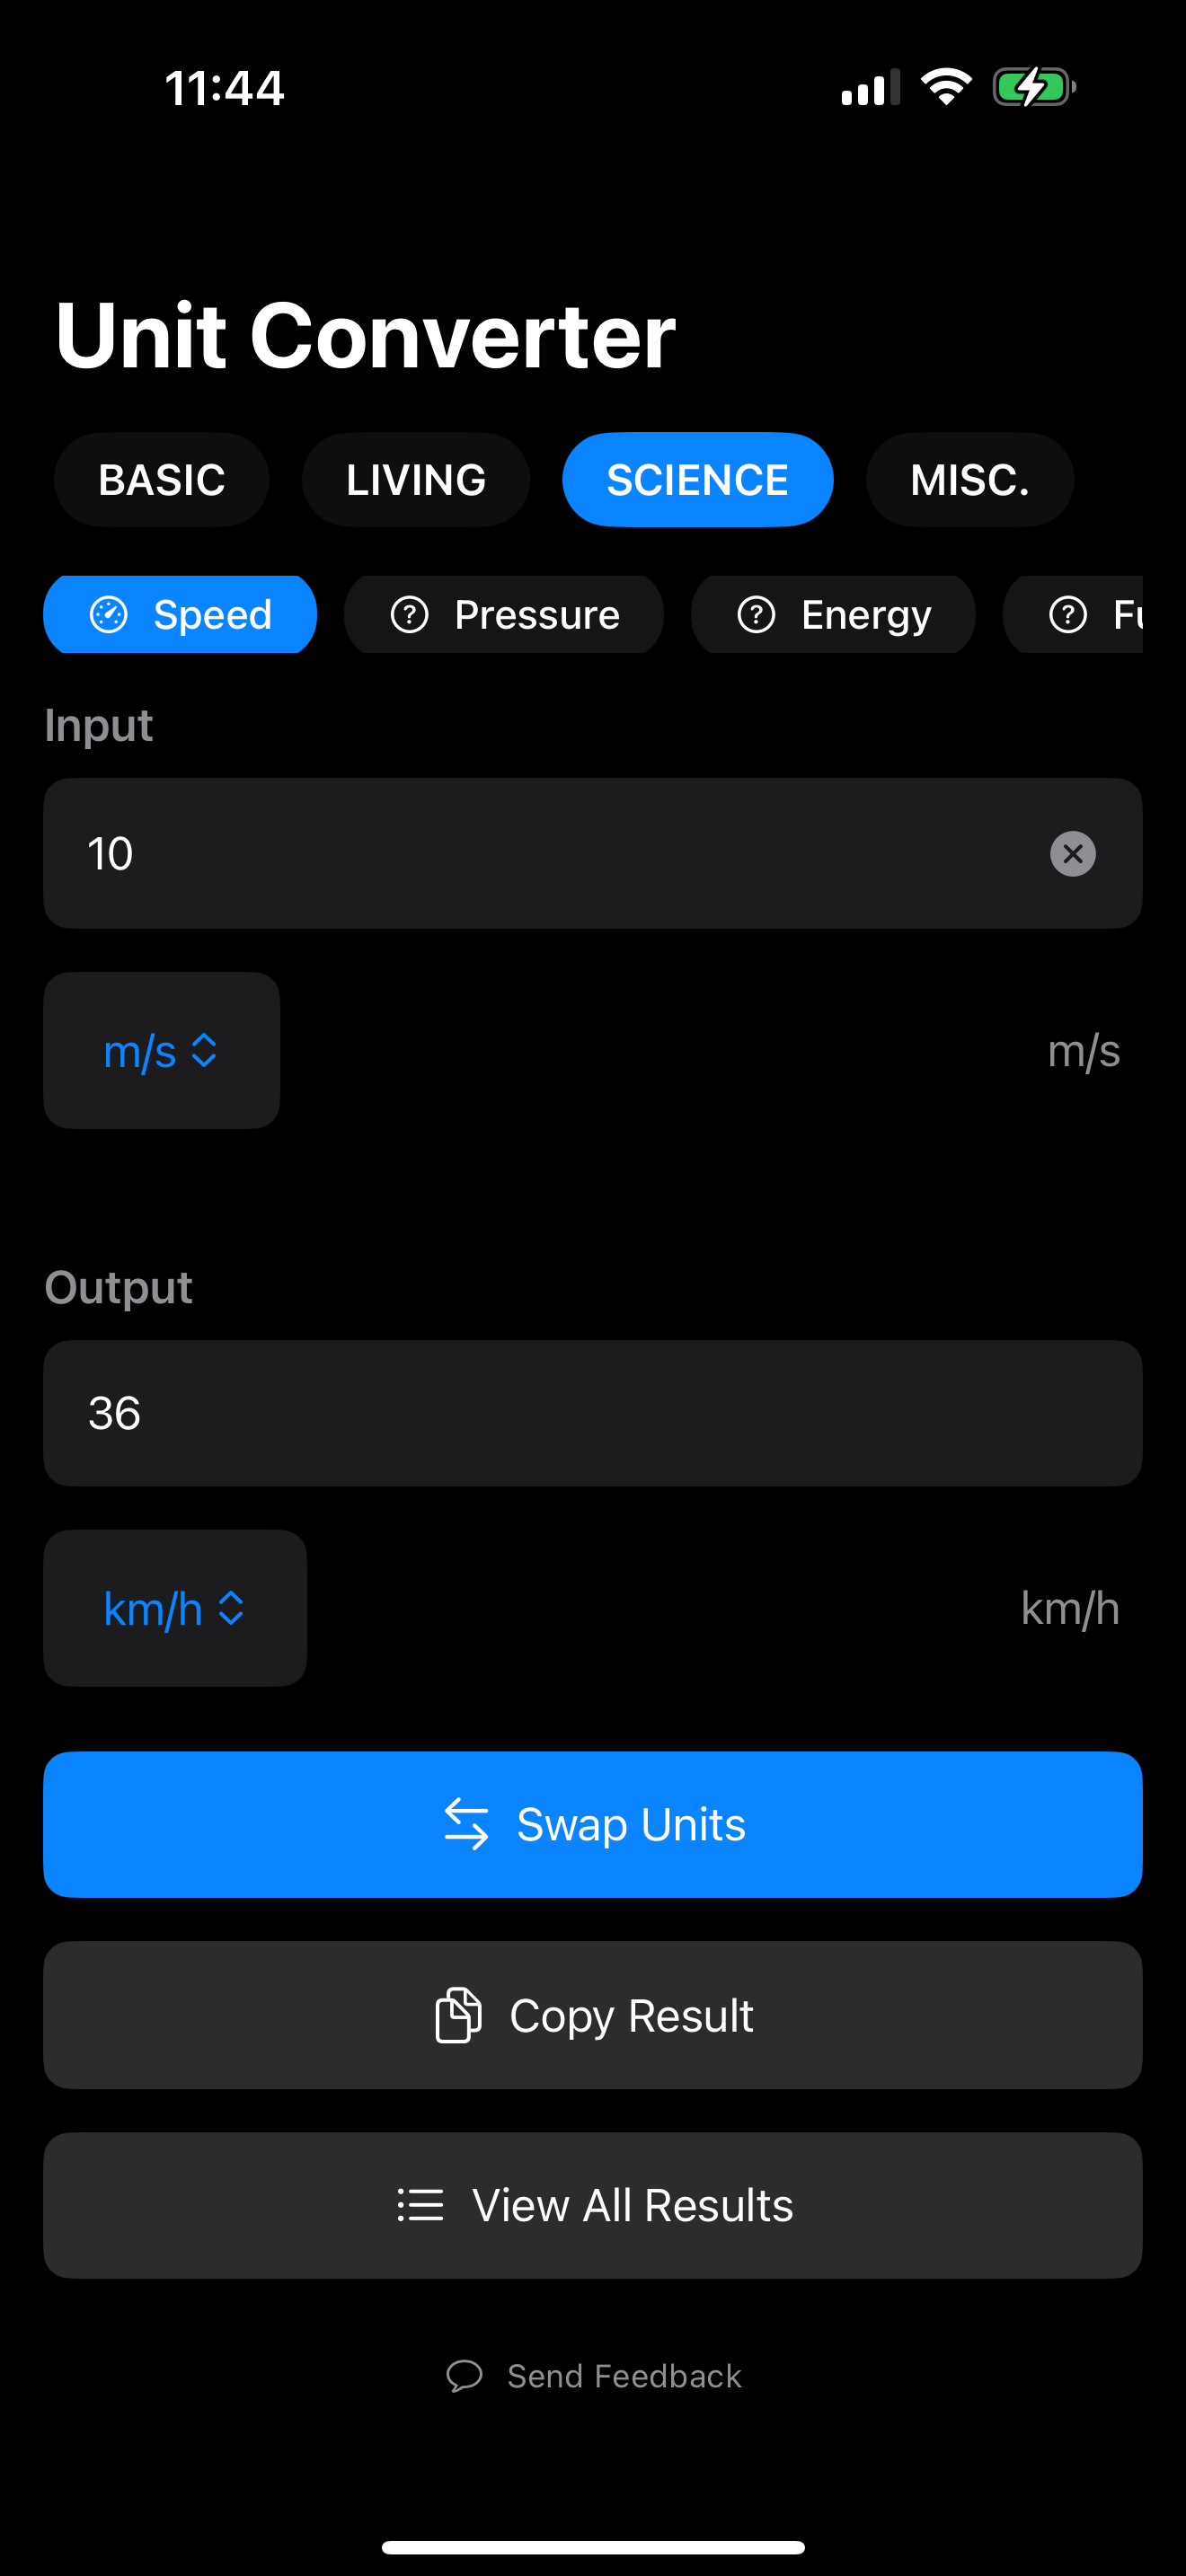 11:44
Unit Converter
BASIC LIVING SCIENCE MISC.
Speed Pressure Energy Fu
Input
10
m/s m/s
Output
36
km/h km/h
Swap Units
Copy Result
View All Results
Send Feedback